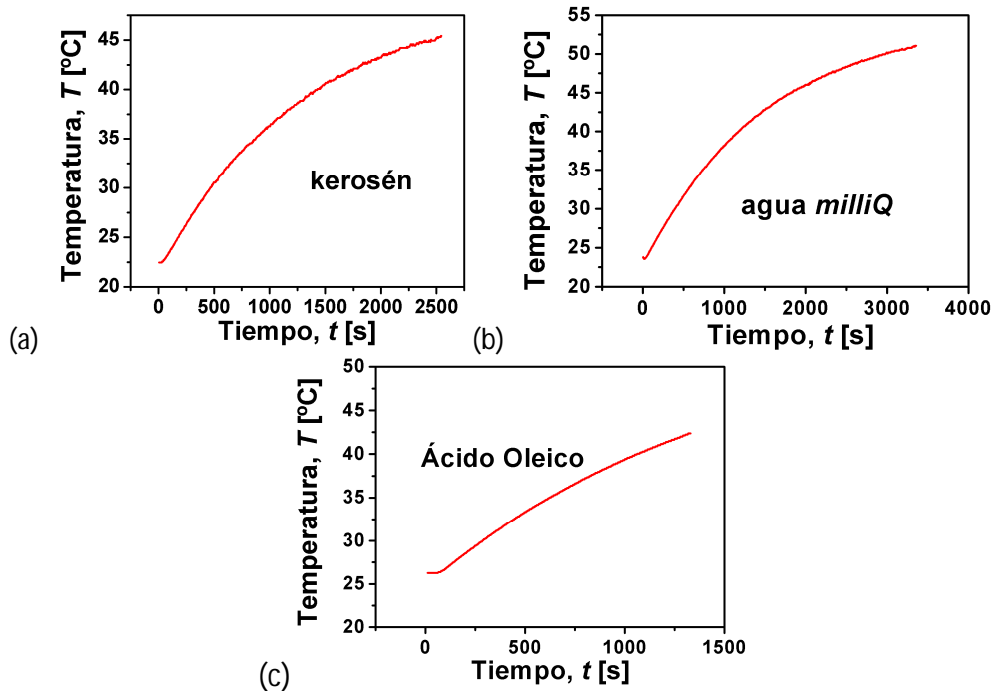 Temperatura, T [ºC]
45
40
35
30
25
20
kerosén
0 500 1000 1500 2000 2500
Tiempo, t [s]
(a)
Temperatura, T [ºC]
55
50
45
40
35
30
25
20
agua milliQ
0 1000 2000 3000 4000
Tiempo, t [s]
(b)
Temperatura, T [ºC]
50
45
40
35
30
25
20
Ácido Oleico
0 500 1000 1500
Tiempo, t [s]
(c)